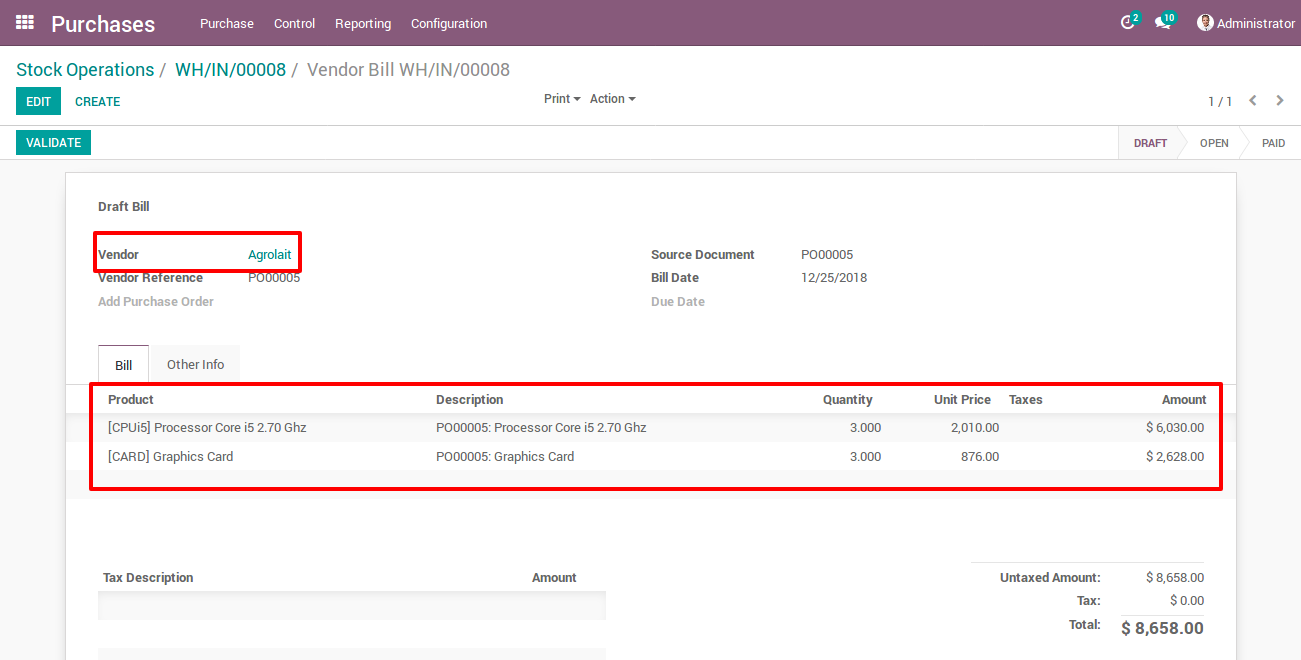 Purchases Purchase Control Reporting Configuration 2 10 Administrator
Stock Operations / WH/IN/00008 / Vendor Bill WH/IN/00008
EDIT CREATE Print Action 1 / 1
VALIDATE DRAFT OPEN PAID
Draft Bill
Vendor Agrolait Source Document PO00005
Vendor Reference PO00005 Bill Date 12/25/2018
Add Purchase Order Due Date
Bill Other Info
Product Description Quantity Unit Price Taxes Amount
[CPUi5] Processor Core i5 2.70 Ghz PO00005: Processor Core i5 2.70 Ghz 3.000 2,010.00 $ 6,030.00
[CARD] Graphics Card PO00005: Graphics Card 3.000 876.00 $ 2,628.00
Tax Description Amount Untaxed Amount: $ 8,658.00
Tax: $ 0.00
Total: $ 8,658.00